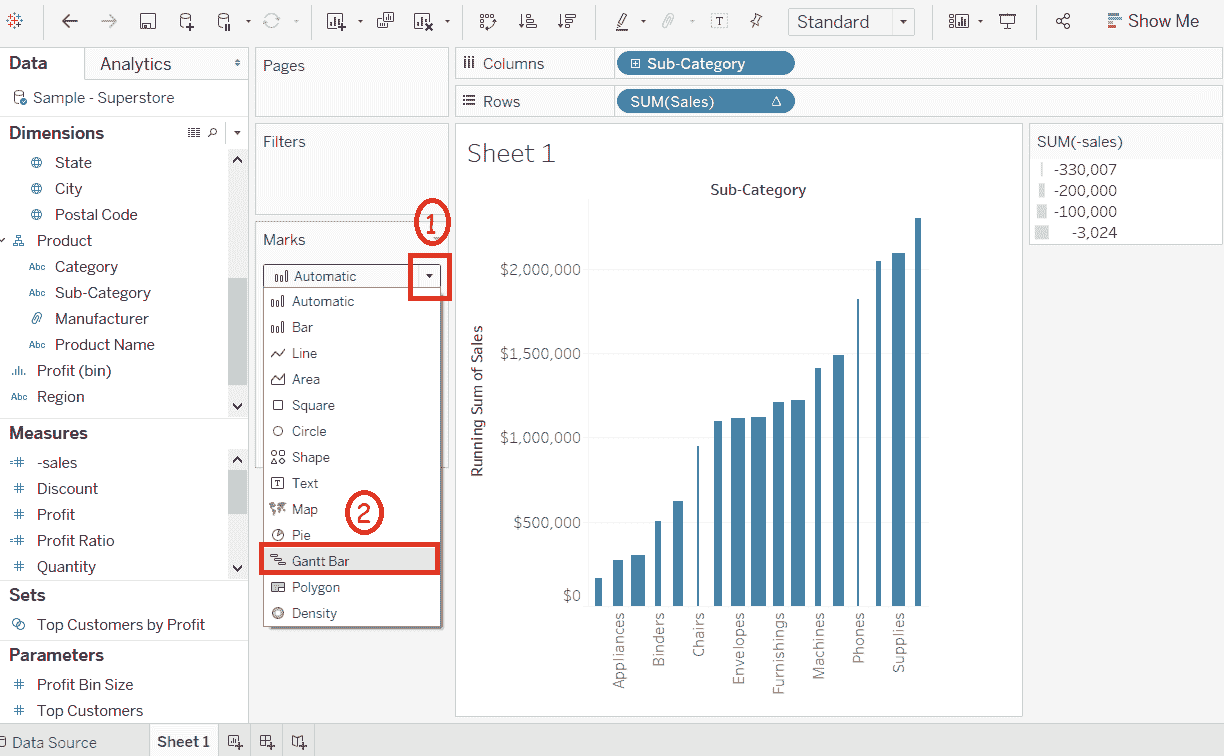 Standard
Show Me
Data
Analytics
Sample - Superstore
Dimensions
State
City
Postal Code
Product
Abc Category
Abc Sub-Category
Manufacturer
Abc Product Name
Profit (bin)
Abc Region
Measures
-sales
Discount
Profit
Profit Ratio
Quantity
Sets
Top Customers by Profit
Parameters
Profit Bin Size
Top Customers
Data Source
Sheet 1
Pages
Filters
Marks
1
Automatic
Automatic
Bar
Line
Area
Square
Circle
Shape
T Text
Map
2
Pie
Gantt Bar
Polygon
Density
Columns
Sub-Category
Rows
SUM(Sales) Δ
Sheet 1
Sub-Category
Running Sum of Sales
$2,000,000
$1,500,000
$1,000,000
$500,000
$0
Appliances
Binders
Chairs
Envelopes
Furnishings
Machines
Phones
Supplies
SUM(-sales)
-330,007
-200,000
-100,000
-3,024